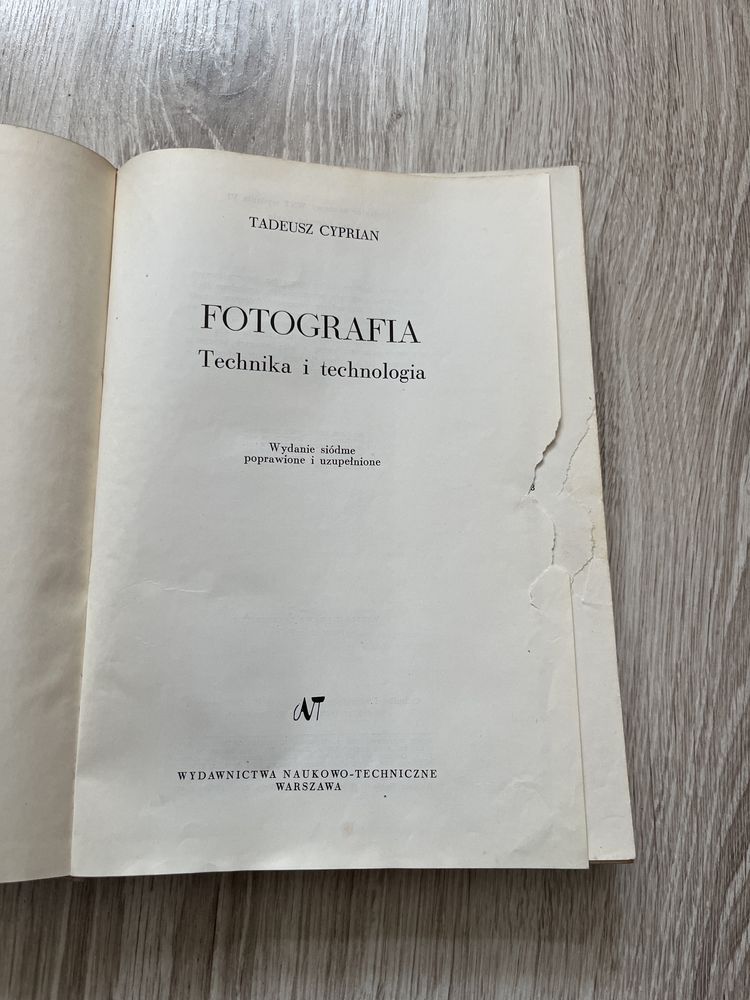 TADEUSZ CYPRIAN
FOTOGRAFIA
Technika i technologia
Wydanie siódme
poprawione i uzupełnione
WYDAWNICTWA NAUKOWO-TECHNICZNE
WARSZAWA